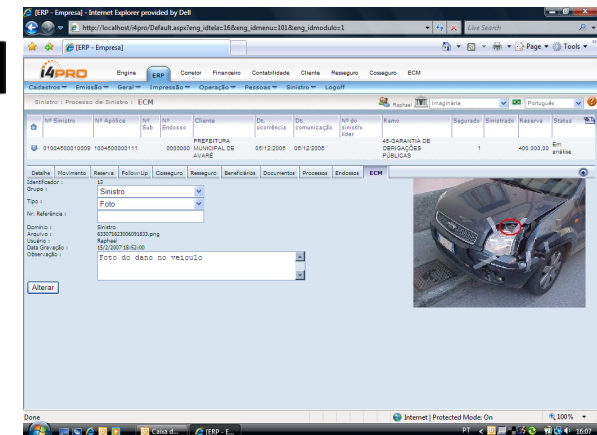 [ERP - Empresa] - Internet Explorer provided by Dell
http://localhost/i4pro/Default.aspx?eng_idtela=16&eng_idmenu=101&eng_idmodulo=1
Live Search
[ERP - Empresa]
Page Tools
i4PRO Engine ERP Corretor Financeiro Contabilidade Cliente Resseguro Cosseguro ECM
Cadastros Emissão Geral Impressão Operação Pessoas Sinistro Logoff
Sinistro : Processo de Sinistro : ECM
Raphael Imaginária Português
Nº Sinistro Nº Apólice Nº Sub Nº Endosso Cliente Dt. ocorrência Dt. comunicação Nº do sinistro líder Ramo Segurado Sinistrado Reserva Status
01004500010009 1004500000111 0000000 PREFEITURA MUNICIPAL DE AVARÉ 05/12/2006 05/12/2006 45-GARANTIA DE OBRIGAÇÕES PÚBLICAS 1 400.000,00 Em análise
Detalhe Movimento Reserva Follow-Up Cosseguro Resseguro Beneficiários Documentos Processos Endossos ECM
Identificador : 13
Grupo : Sinistro
Tipo : Foto
Nr. Referência :
Domínio : Sinistro
Arquivo : 633071623006091833.png
Usuário : Raphael
Data Gravação : 15/2/2007 18:52:00
Observação : Foto do dano no veiculo
Alterar
Done
Internet | Protected Mode: On 100%
Caixa d... [ERP - E... PT 16:07